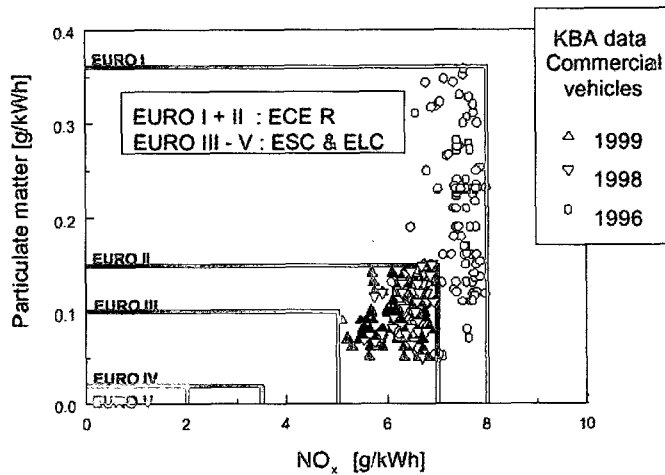 0.4
EURO I
0.3
EURO I + II : ECE R
EURO III - V : ESC & ELC
0.2
EURO II
0.1
EURO III
EURO IV
0.0
EURO V
0
2
4
6
8
10
Particulate matter [g/kWh]
NOx [g/kWh]
KBA data
Commercial
vehicles
1999
1998
1996